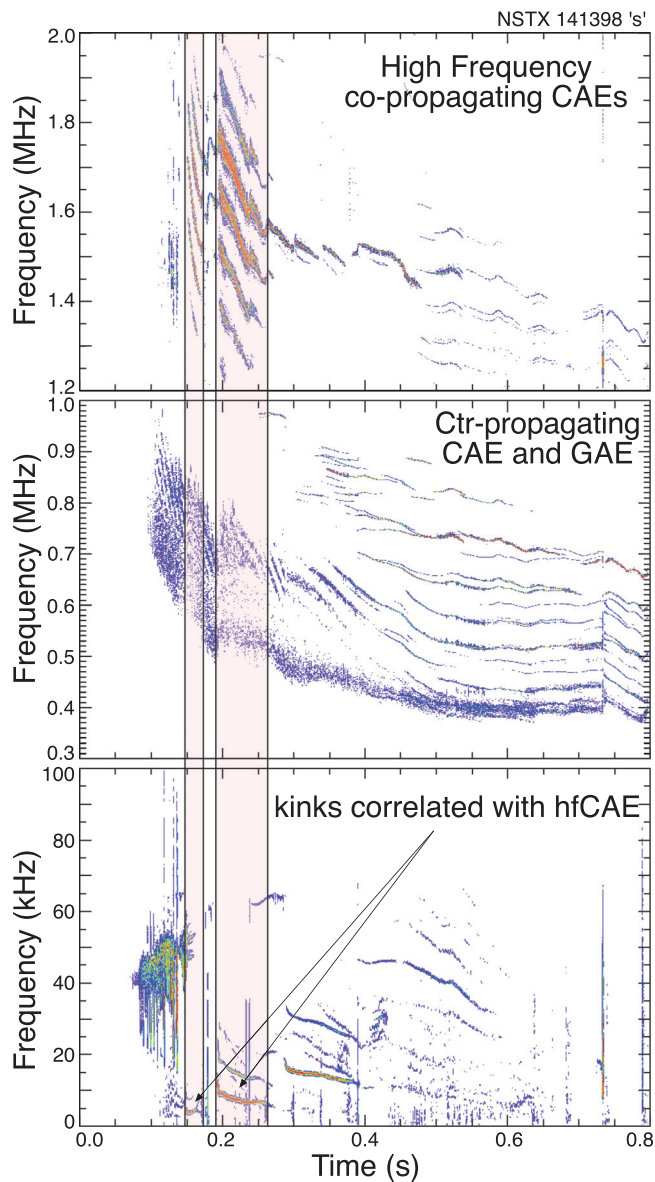 NSTX 141398 's'
2.0
High Frequency
co-propagating CAEs
1.8
1.6
1.4
1.2
Frequency (MHz)
1.0
Ctr-propagating
CAE and GAE
0.9
0.8
0.7
0.6
0.5
0.4
0.3
Frequency (MHz)
100
kinks correlated with hfCAE
80
60
40
20
0
Frequency (kHz)
0.0 0.2 0.4 0.6 0.8
Time (s)